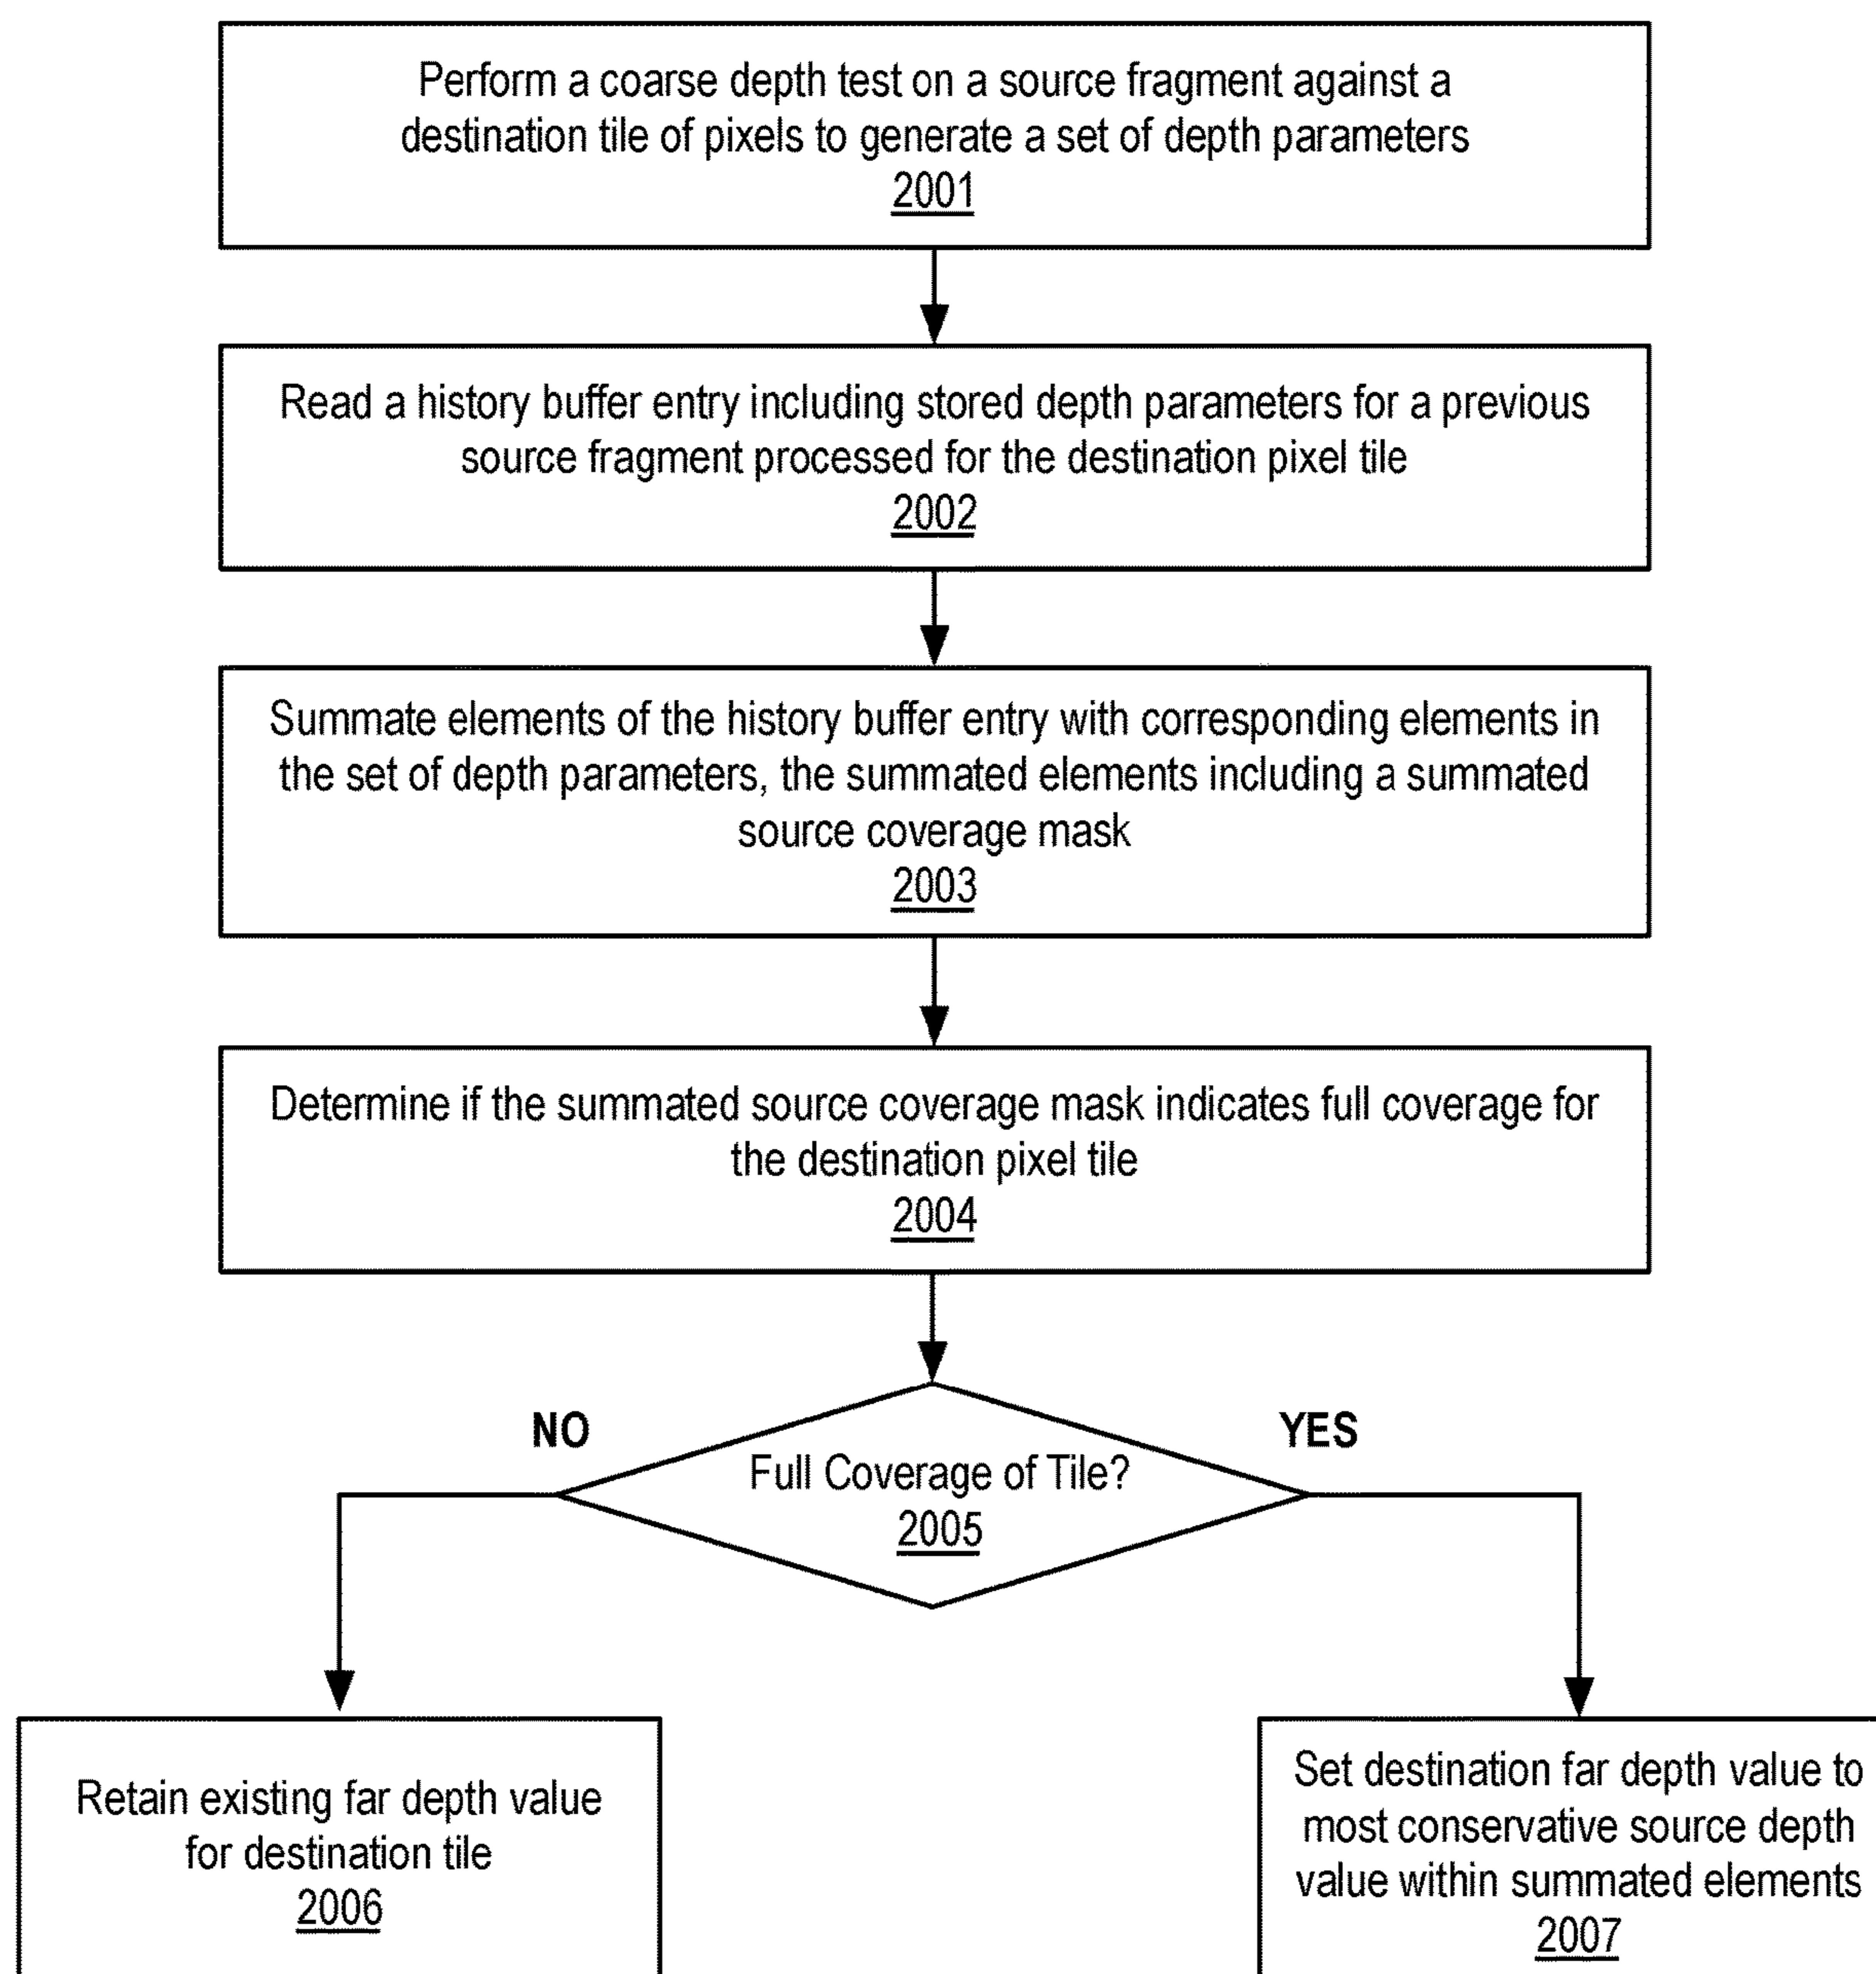 Perform a coarse depth test on a source fragment against a
destination tile of pixels to generate a set of depth parameters
2001
Read a history buffer entry including stored depth parameters for a previous
source fragment processed for the destination pixel tile
2002
Summate elements of the history buffer entry with corresponding elements in
the set of depth parameters, the summated elements including a summated
source coverage mask
2003
Determine if the summated source coverage mask indicates full coverage for
the destination pixel tile
2004
NO
YES
Full Coverage of Tile?
2005
Retain existing far depth value
for destination tile
2006
Set destination far depth value to
most conservative source depth
value within summated elements
2007